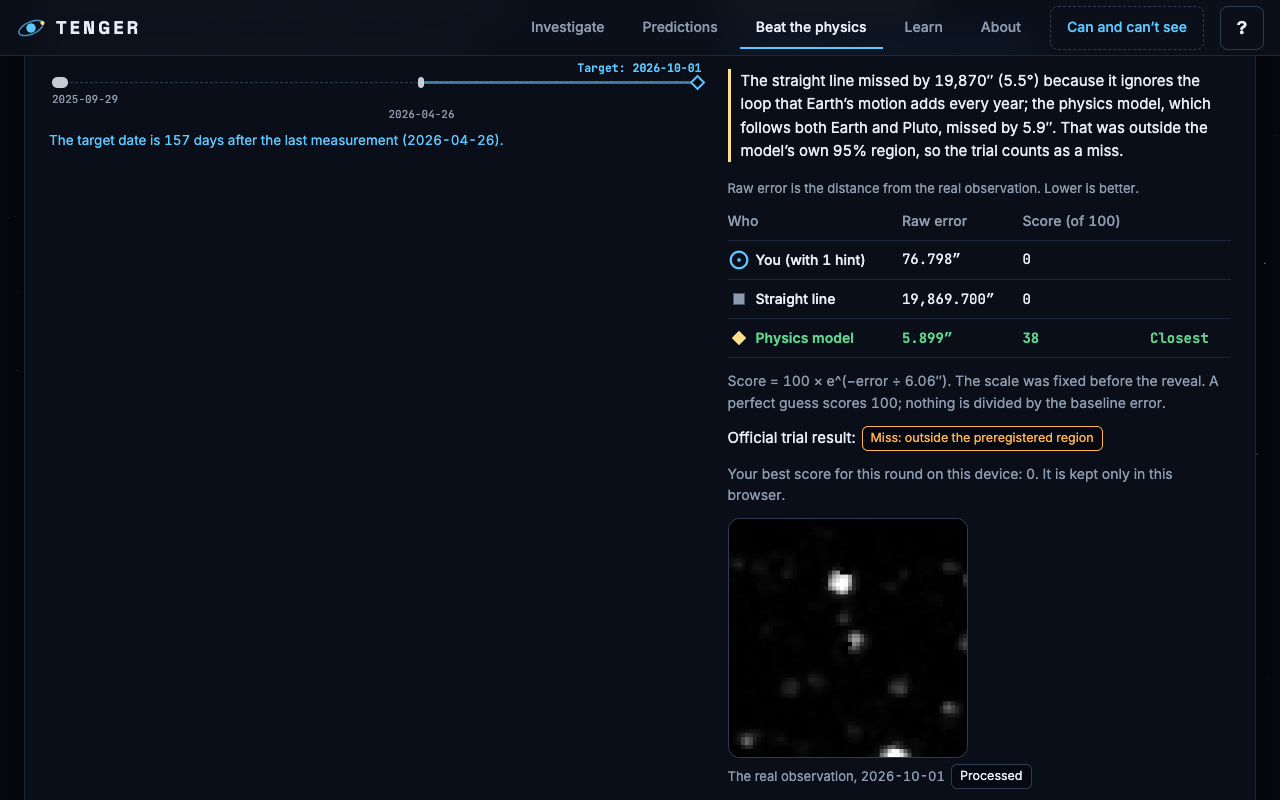 TENGER
Investigate
Predictions
Beat the physics
Learn
About
Can and can’t see
?
Target: 2026-10-01
2025-09-29
2026-04-26
The target date is 157 days after the last measurement (2026-04-26).
The straight line missed by 19,870″ (5.5°) because it ignores the
loop that Earth’s motion adds every year; the physics model, which
follows both Earth and Pluto, missed by 5.9″. That was outside the
model’s own 95% region, so the trial counts as a miss.
Raw error is the distance from the real observation. Lower is better.
Who Raw error Score (of 100)
You (with 1 hint) 76.798″ 0
Straight line 19,869.700″ 0
Physics model 5.899″ 38 Closest
Score = 100 × e^(−error ÷ 6.06″). The scale was fixed before the reveal. A
perfect guess scores 100; nothing is divided by the baseline error.
Official trial result: Miss: outside the preregistered region
Your best score for this round on this device: 0. It is kept only in this
browser.
The real observation, 2026-10-01 Processed